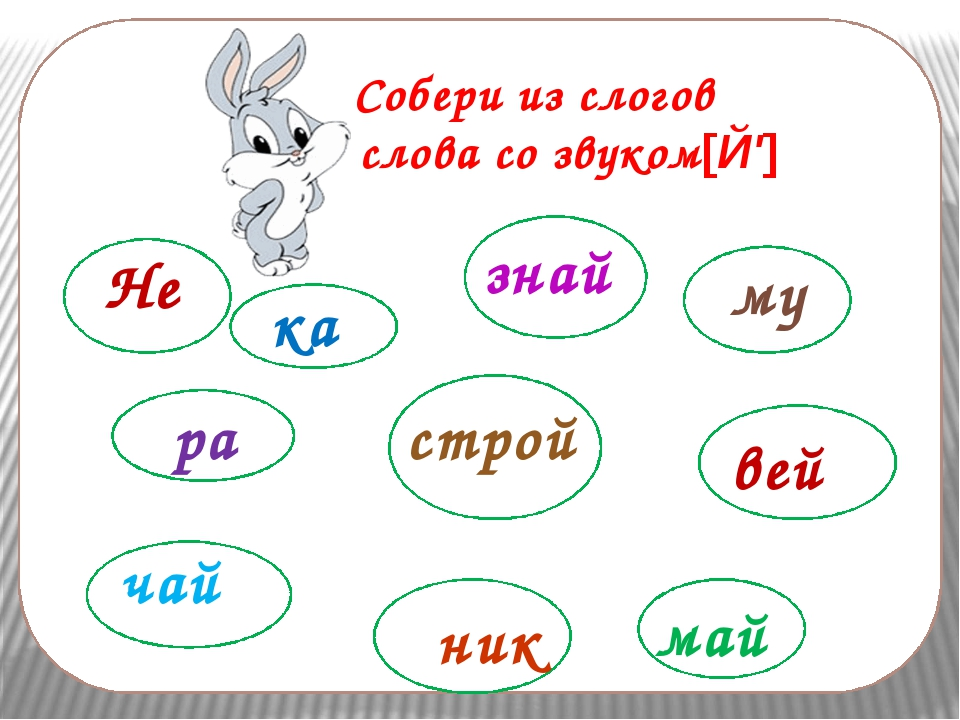 Собери из слогов
слова со звуком[Й′]
Не
ка
знай
му
ра
строй
вей
чай
ник
май